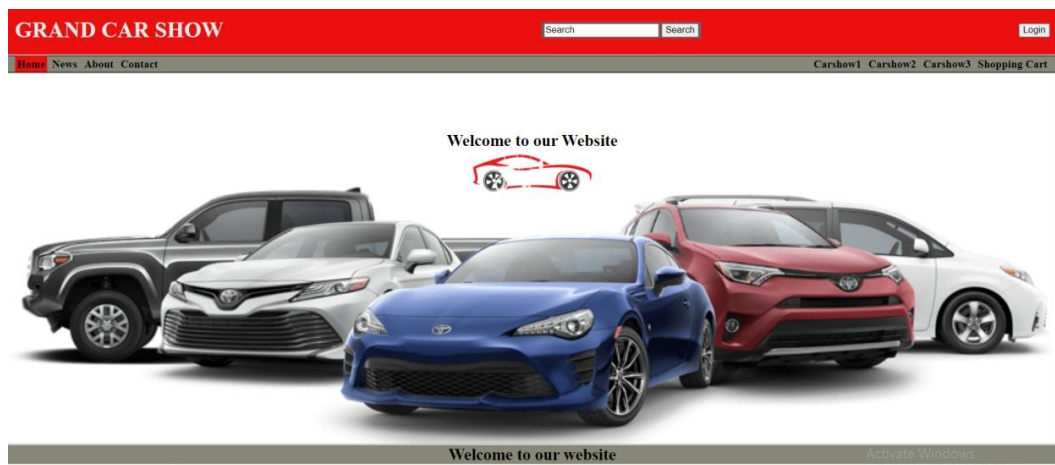 GRAND CAR SHOW
Search Search
Login
Home News About Contact
Carshow1 Carshow2 Carshow3 Shopping Cart
Welcome to our Website
Welcome to our website
Activate Windows